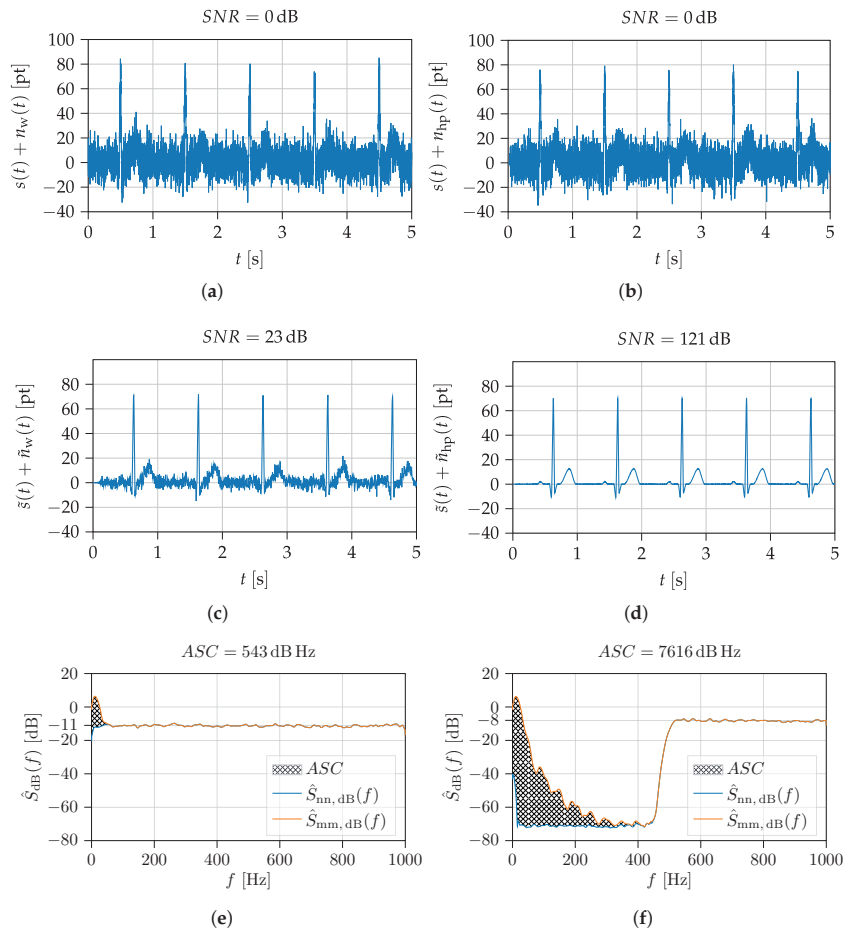 SNR = 0 dB
s(t) + n_w(t) [pt]
100
80
60
40
20
0
−20
−40
0 1 2 3 4 5
t [s]
(a)
SNR = 0 dB
s(t) + n_hp(t) [pt]
80
60
40
20
0
−20
−40
0 1 2 3 4 5
t [s]
(b)
SNR = 23 dB
s̃(t) + ñ_w(t) [pt]
80
60
40
20
0
−20
−40
0 1 2 3 4 5
t [s]
(c)
SNR = 121 dB
s̃(t) + ñ_hp(t) [pt]
80
60
40
20
0
−20
−40
0 1 2 3 4 5
t [s]
(d)
ASC = 543 dB Hz
Ŝ_dB(f) [dB]
20
0
−11
−20
−40
−60
−80
ASC
Ŝ_nn, dB(f)
Ŝ_mm, dB(f)
0 200 400 600 800 1000
f [Hz]
(e)
ASC = 7616 dB Hz
Ŝ_dB(f) [dB]
20
0
−8
−20
−40
−60
−80
ASC
Ŝ_nn, dB(f)
Ŝ_mm, dB(f)
0 200 400 600 800 1000
f [Hz]
(f)